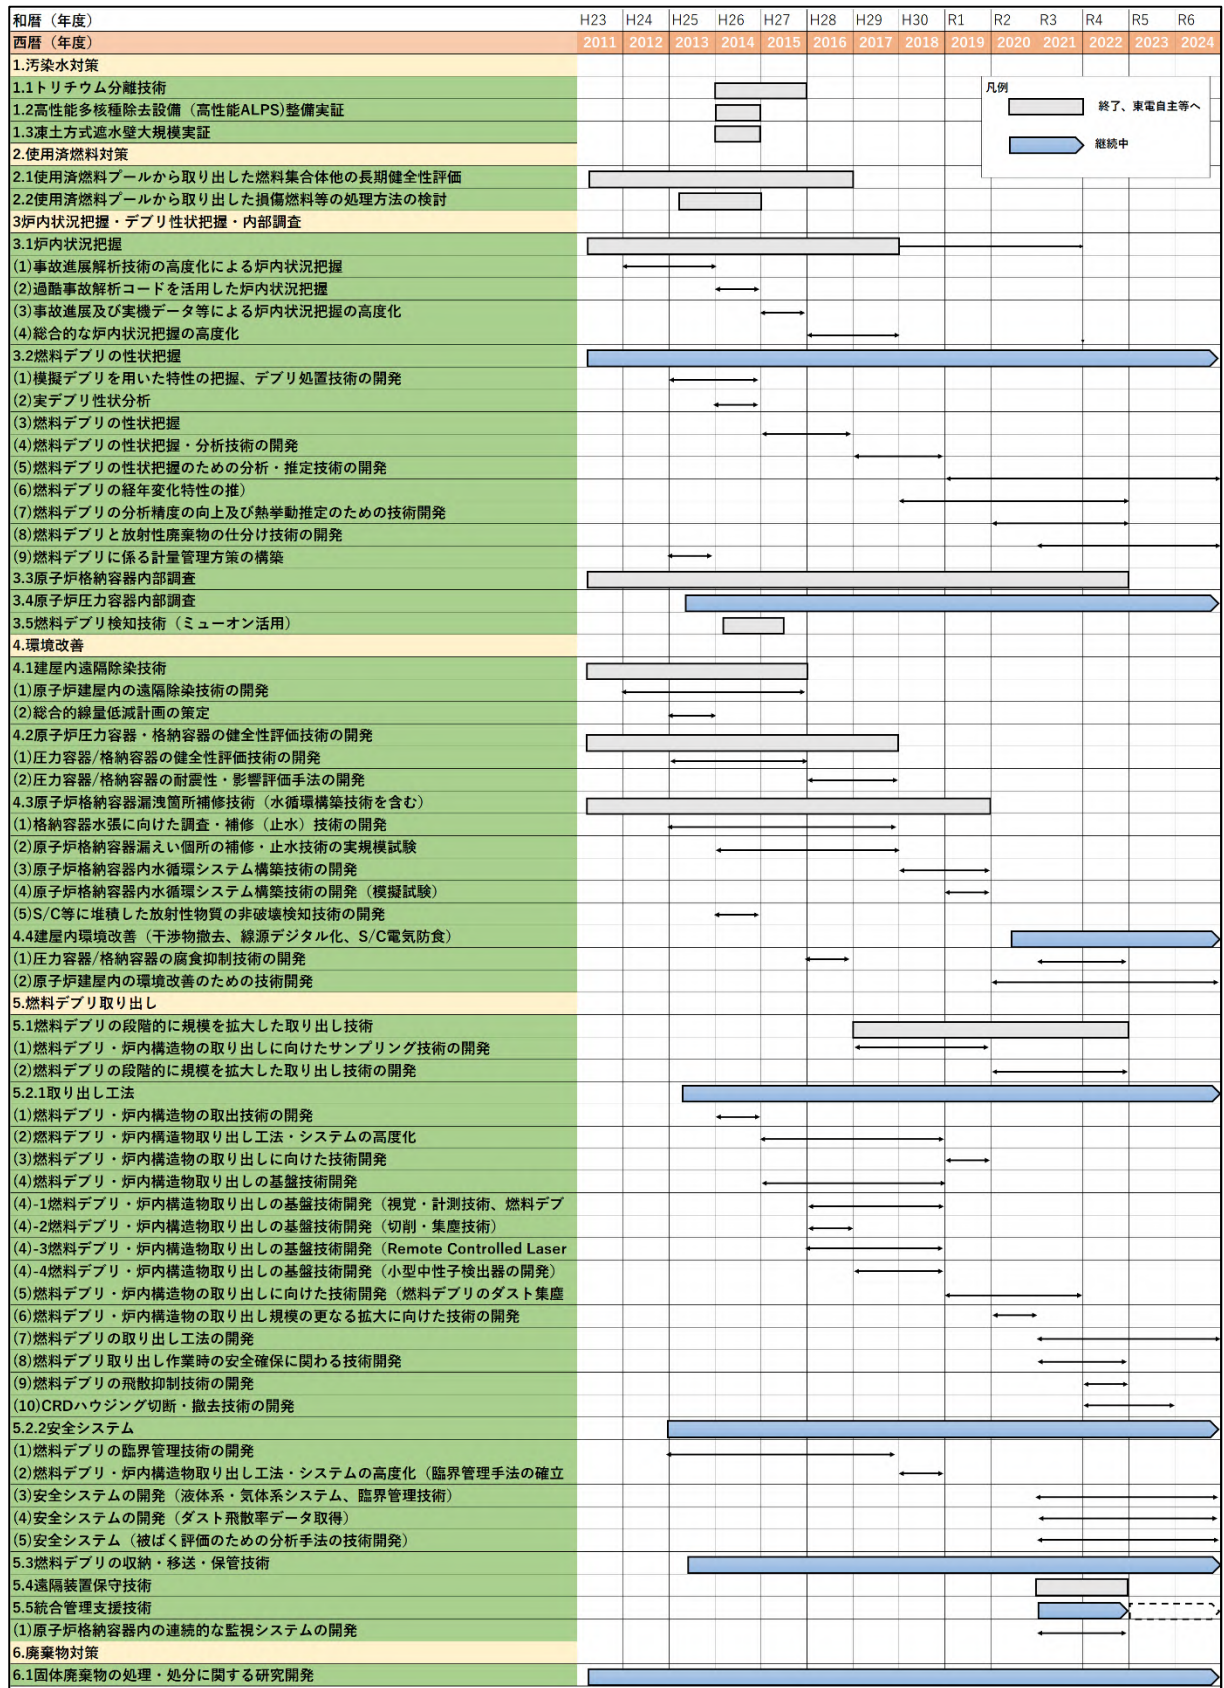 和暦（年度） H23 H24 H25 H26 H27 H28 H29 H30 R1 R2 R3 R4 R5 R6
西暦（年度） 2011 2012 2013 2014 2015 2016 2017 2018 2019 2020 2021 2022 2023 2024
1.汚染水対策
凡例
1.1トリチウム分離技術
終了、東電自主等へ
1.2高性能多核種除去設備（高性能ALPS)整備実証
1.3凍土方式遮水壁大規模実証
継続中
2.使用済燃料対策
2.1使用済燃料プールから取り出した燃料集合体他の長期健全性評価
2.2使用済燃料プールから取り出した損傷燃料等の処理方法の検討
3炉内状況把握・デブリ性状把握・内部調査
3.1炉内状況把握
(1)事故進展解析技術の高度化による炉内状況把握
(2)過酷事故解析コードを活用した炉内状況把握
(3)事故進展及び実機データ等による炉内状況把握の高度化
(4)総合的な炉内状況把握の高度化
3.2燃料デブリの性状把握
(1)模擬デブリを用いた特性の把握、デブリ処置技術の開発
(2)実デブリ性状分析
(3)燃料デブリの性状把握
(4)燃料デブリの性状把握・分析技術の開発
(5)燃料デブリの性状把握のための分析・推定技術の開発
(6)燃料デブリの経年変化特性の推）
(7)燃料デブリの分析精度の向上及び熱挙動推定のための技術開発
(8)燃料デブリと放射性廃棄物の仕分け技術の開発
(9)燃料デブリに係る計量管理方策の構築
3.3原子炉格納容器内部調査
3.4原子炉圧力容器内部調査
3.5燃料デブリ検知技術（ミューオン活用）
4.環境改善
4.1建屋内遠隔除染技術
(1)原子炉建屋内の遠隔除染技術の開発
(2)総合的線量低減計画の策定
4.2原子炉圧力容器・格納容器の健全性評価技術の開発
(1)圧力容器/格納容器の健全性評価技術の開発
(2)圧力容器/格納容器の耐震性・影響評価手法の開発
4.3原子炉格納容器漏洩箇所補修技術（水循環構築技術を含む）
(1)格納容器水張に向けた調査・補修（止水）技術の開発
(2)原子炉格納容器漏えい個所の補修・止水技術の実規模試験
(3)原子炉格納容器内水循環システム構築技術の開発
(4)原子炉格納容器内水循環システム構築技術の開発（模擬試験）
(5)S/C等に堆積した放射性物質の非破壊検知技術の開発
4.4建屋内環境改善（干渉物撤去、線源デジタル化、S/C電気防食）
(1)圧力容器/格納容器の腐食抑制技術の開発
(2)原子炉建屋内の環境改善のための技術開発
5.燃料デブリ取り出し
5.1燃料デブリの段階的に規模を拡大した取り出し技術
(1)燃料デブリ・炉内構造物の取り出しに向けたサンプリング技術の開発
(2)燃料デブリの段階的に規模を拡大した取り出し技術の開発
5.2.1取り出し工法
(1)燃料デブリ・炉内構造物の取出技術の開発
(2)燃料デブリ・炉内構造物取り出し工法・システムの高度化
(3)燃料デブリ・炉内構造物の取り出しに向けた技術開発
(4)燃料デブリ・炉内構造物取り出しの基盤技術開発
(4)-1燃料デブリ・炉内構造物取り出しの基盤技術開発（視覚・計測技術、燃料デブ
(4)-2燃料デブリ・炉内構造物取り出しの基盤技術開発（切削・集塵技術）
(4)-3燃料デブリ・炉内構造物取り出しの基盤技術開発（Remote Controlled Laser
(4)-4燃料デブリ・炉内構造物取り出しの基盤技術開発（小型中性子検出器の開発）
(5)燃料デブリ・炉内構造物の取り出しに向けた技術開発（燃料デブリのダスト集塵
(6)燃料デブリ・炉内構造物の取り出し規模の更なる拡大に向けた技術の開発
(7)燃料デブリの取り出し工法の開発
(8)燃料デブリ取り出し作業時の安全確保に関わる技術開発
(9)燃料デブリの飛散抑制技術の開発
(10)CRDハウジング切断・撤去技術の開発
5.2.2安全システム
(1)燃料デブリの臨界管理技術の開発
(2)燃料デブリ・炉内構造物取り出し工法・システムの高度化（臨界管理手法の確立
(3)安全システムの開発（液体系・気体系システム、臨界管理技術）
(4)安全システムの開発（ダスト飛散率データ取得）
(5)安全システム（被ばく評価のための分析手法の技術開発）
5.3燃料デブリの収納・移送・保管技術
5.4遠隔装置保守技術
5.5統合管理支援技術
(1)原子炉格納容器内の連続的な監視システムの開発
6.廃棄物対策
6.1固体廃棄物の処理・処分に関する研究開発